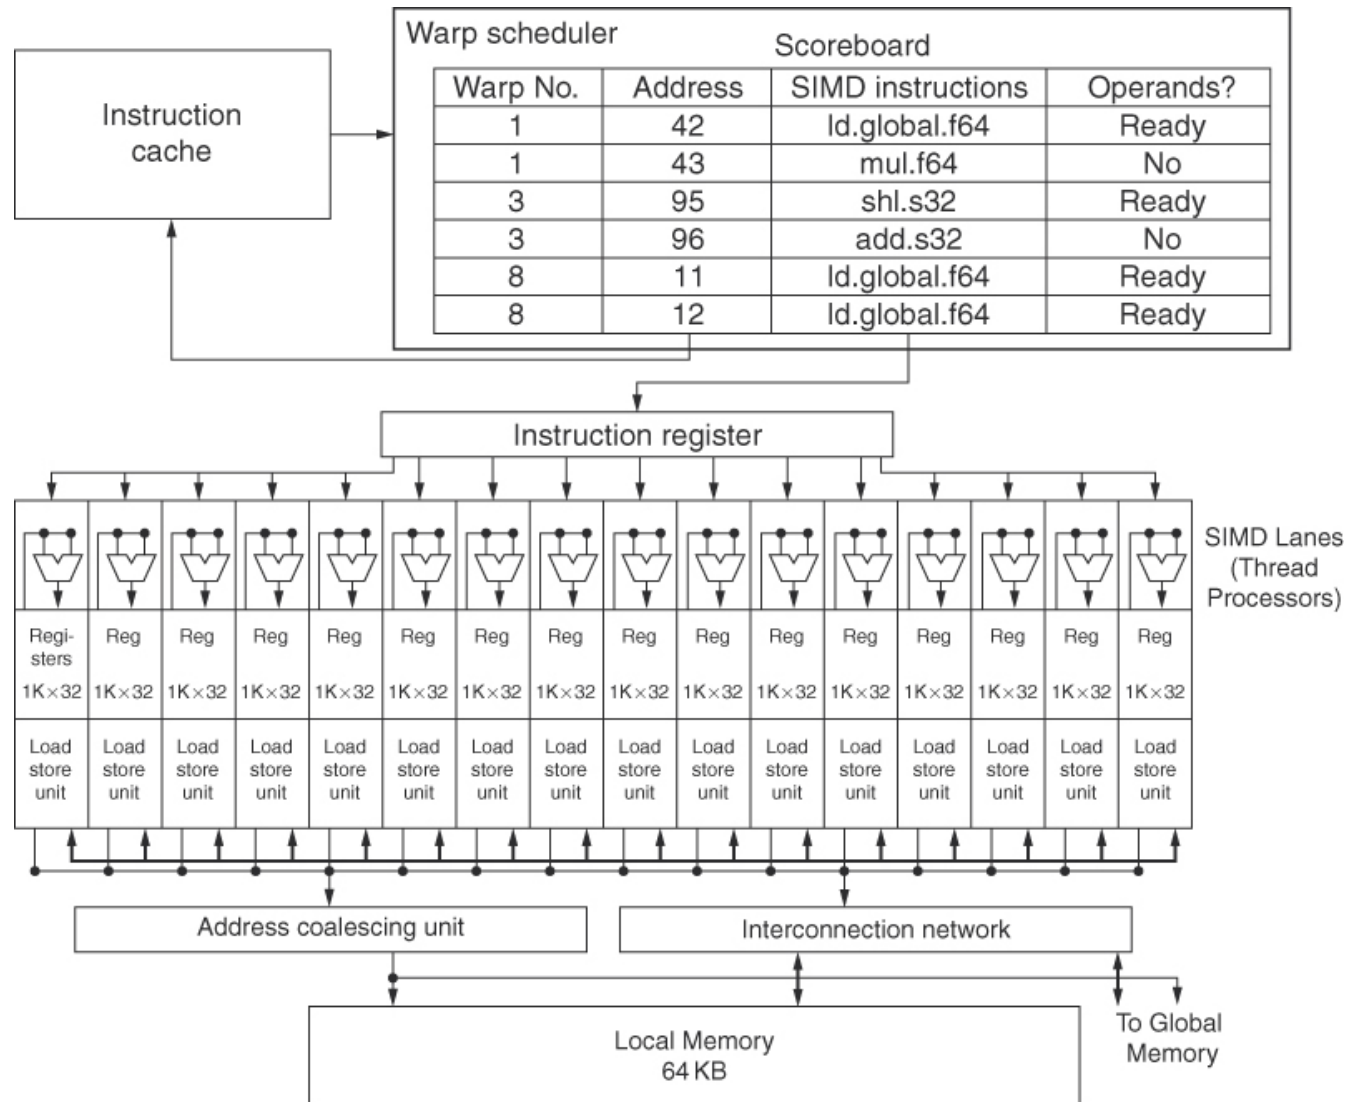 Warp scheduler
Scoreboard
Instruction
cache
Warp No. Address SIMD instructions Operands?
1 42 ld.global.f64 Ready
1 43 mul.f64 No
3 95 shl.s32 Ready
3 96 add.s32 No
8 11 ld.global.f64 Ready
8 12 ld.global.f64 Ready
Instruction register
SIMD Lanes
(Thread
Processors)
Regi- Reg Reg Reg Reg Reg Reg Reg Reg Reg Reg Reg Reg Reg Reg Reg
sters
1K×32 1K×32 1K×32 1K×32 1K×32 1K×32 1K×32 1K×32 1K×32 1K×32 1K×32 1K×32 1K×32 1K×32 1K×32 1K×32
Load Load Load Load Load Load Load Load Load Load Load Load Load Load Load Load
store store store store store store store store store store store store store store store store
unit unit unit unit unit unit unit unit unit unit unit unit unit unit unit unit
Address coalescing unit
Interconnection network
Local Memory
64 KB
To Global
Memory